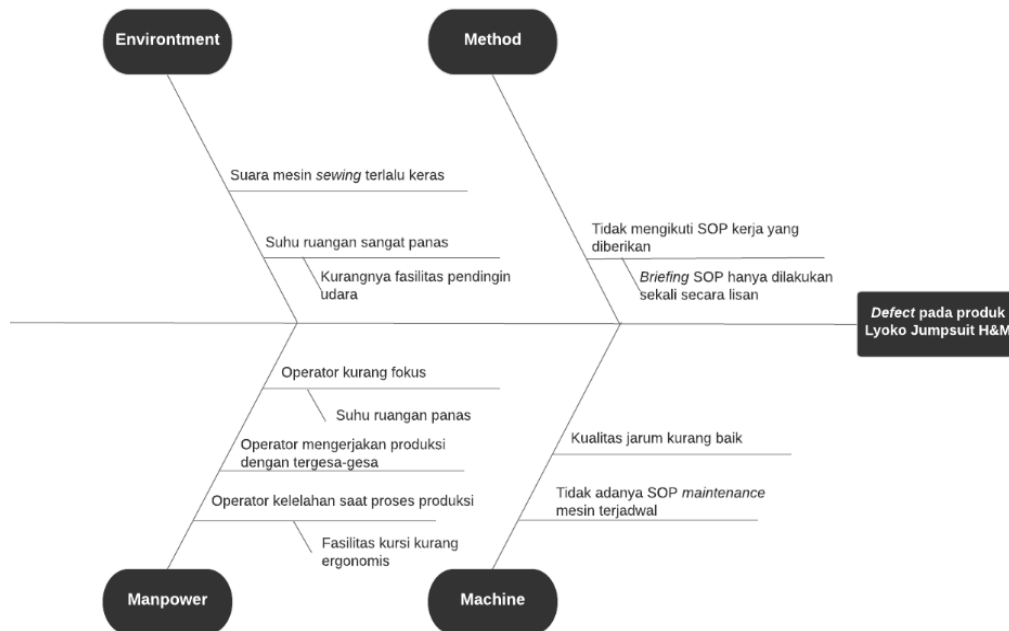 Environtment
Method
Suara mesin sewing terlalu keras
Suhu ruangan sangat panas
Kurangnya fasilitas pendingin
udara
Tidak mengikuti SOP kerja yang
diberikan
Briefing SOP hanya dilakukan
sekali secara lisan
Defect pada produk
Lyoko Jumpsuit H&M
Operator kurang fokus
Suhu ruangan panas
Operator mengerjakan produksi
dengan tergesa-gesa
Operator kelelahan saat proses produksi
Fasilitas kursi kurang
ergonomis
Kualitas jarum kurang baik
Tidak adanya SOP maintenance
mesin terjadwal
Manpower
Machine